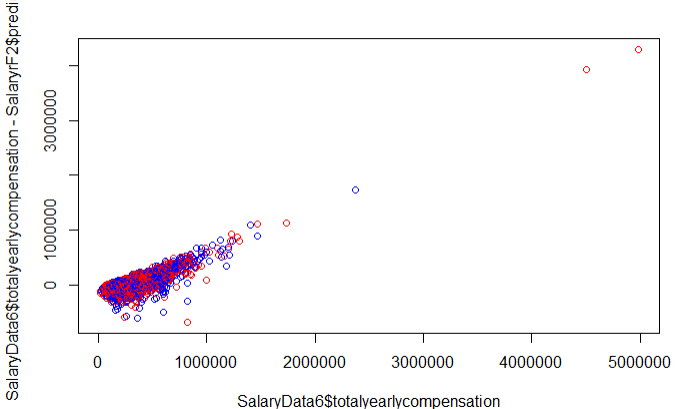 SalaryData6$totalyearlycompensation - SalaryrF2$predi
3000000
1000000
0
0 1000000 2000000 3000000 4000000 5000000
SalaryData6$totalyearlycompensation